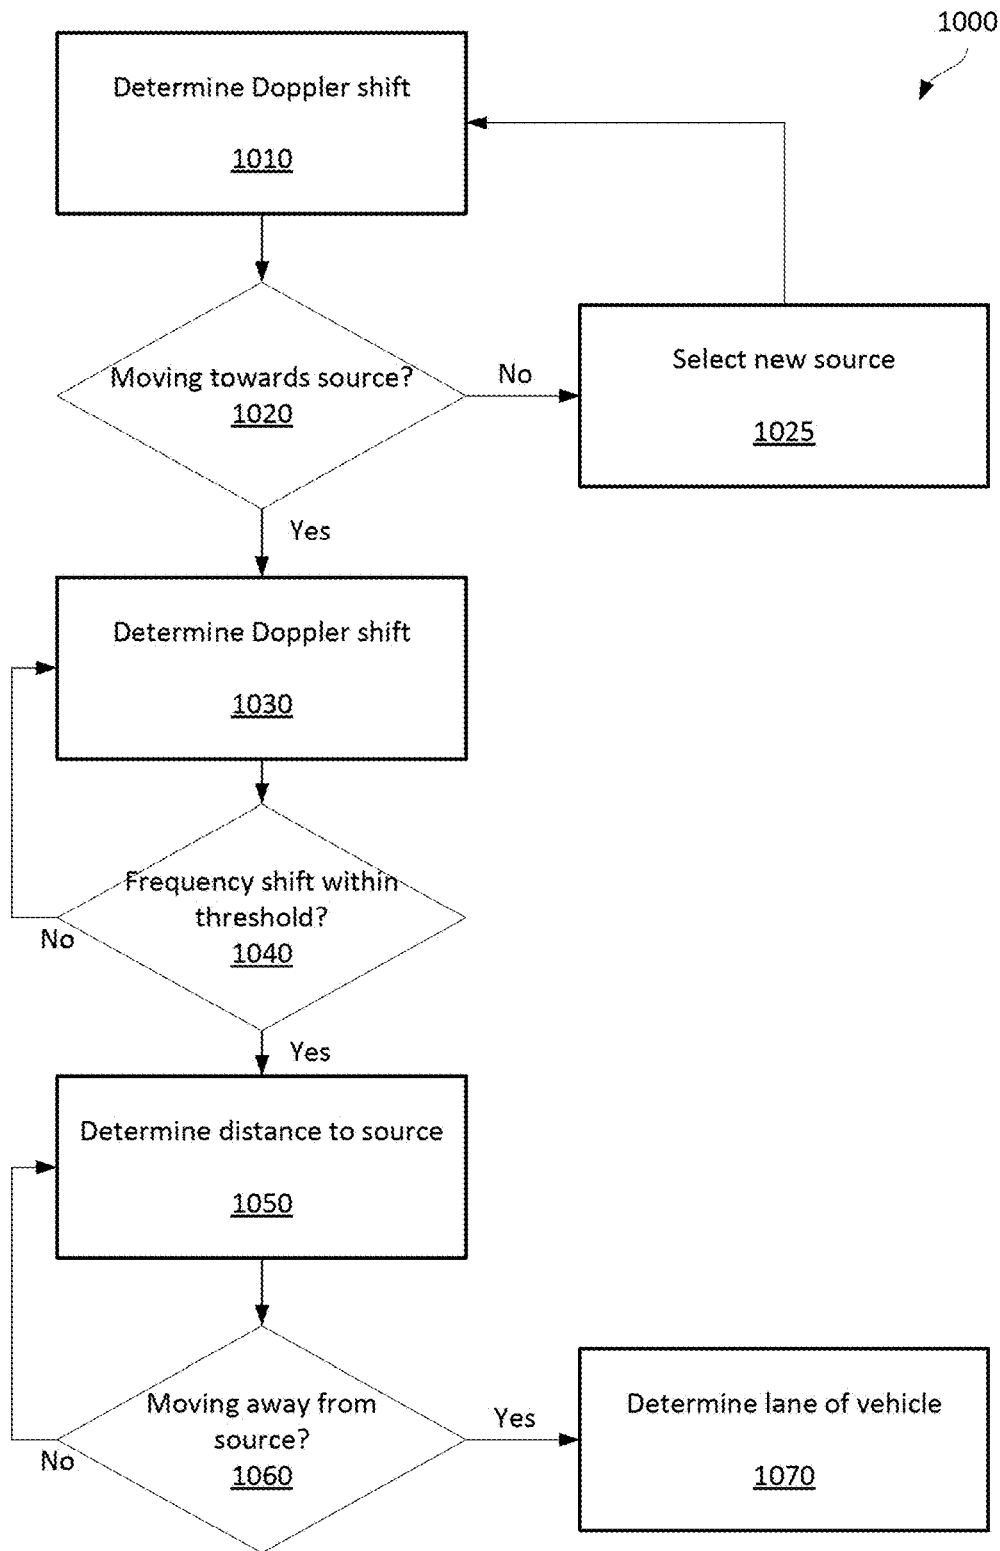 1000
Determine Doppler shift
1010
Moving towards source?
1020
No
Select new source
1025
Yes
Determine Doppler shift
1030
Frequency shift within
threshold?
1040
No
Yes
Determine distance to source
1050
Moving away from
source?
1060
No
Yes
Determine lane of vehicle
1070